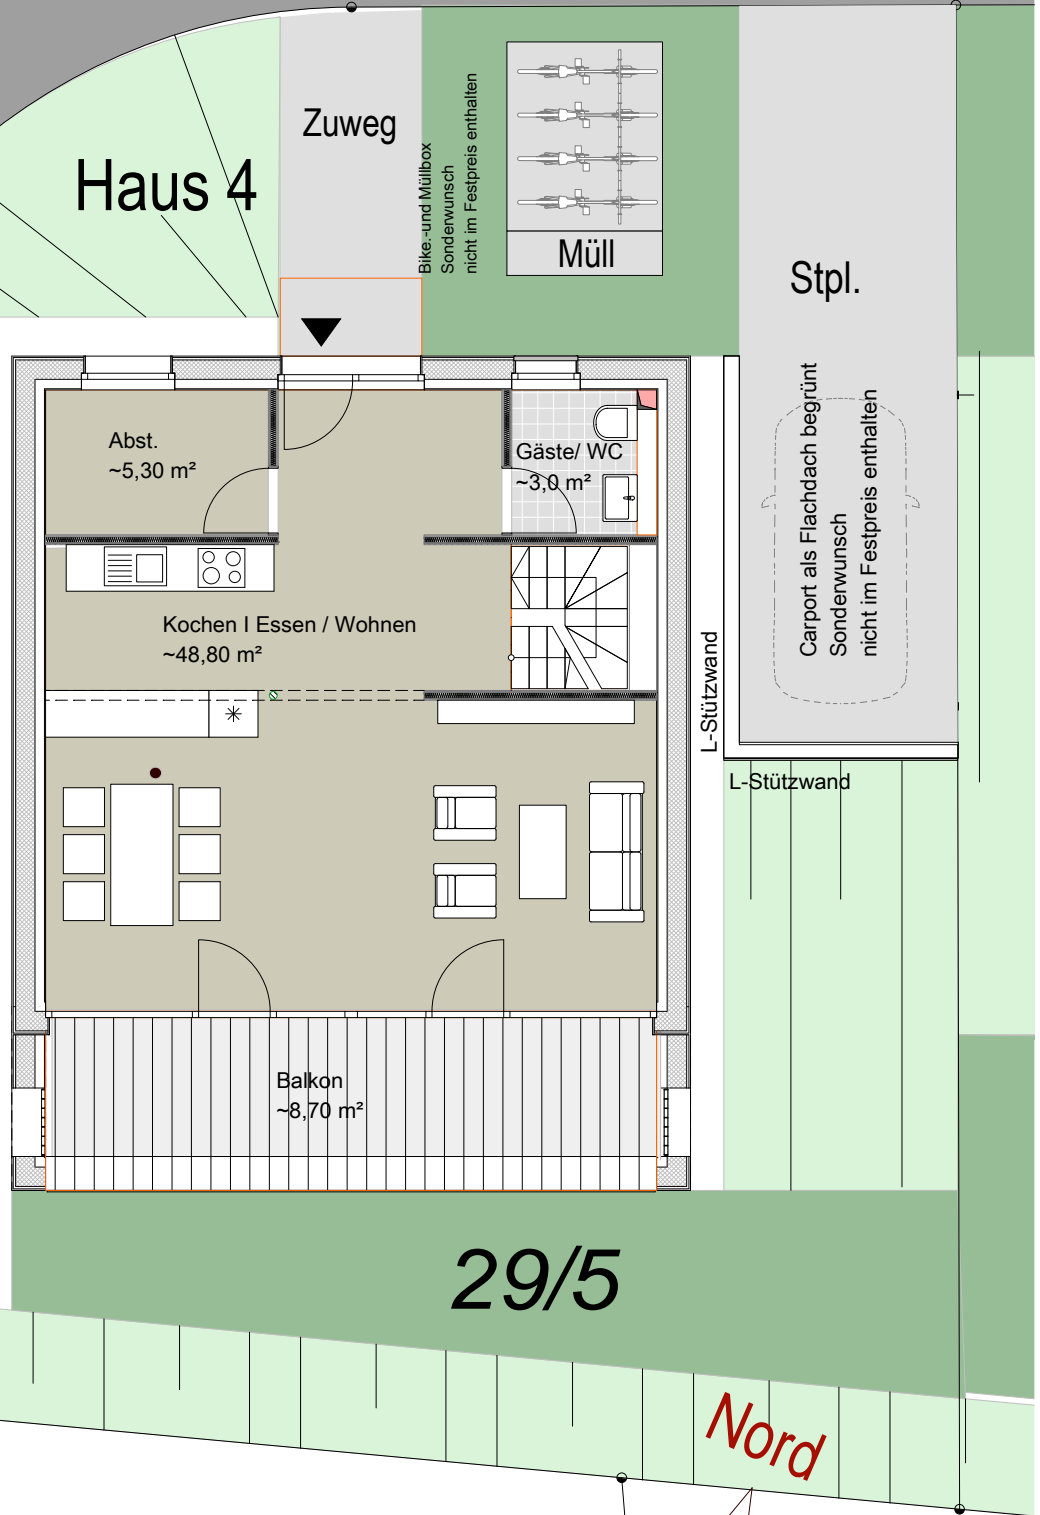 Zuweg
Haus 4
Bike.-und Müllbox
Sonderwunsch
nicht im Festpreis enthalten
Müll
Stpl.
Carport als Flachdach begrünt
Sonderwunsch
nicht im Festpreis enthalten
Abst.
~5,30 m²
Gäste/ WC
~3,0 m²
Kochen I Essen / Wohnen
~48,80 m²
L-Stützwand
L-Stützwand
Balkon
~8,70 m²
29/5
Nord